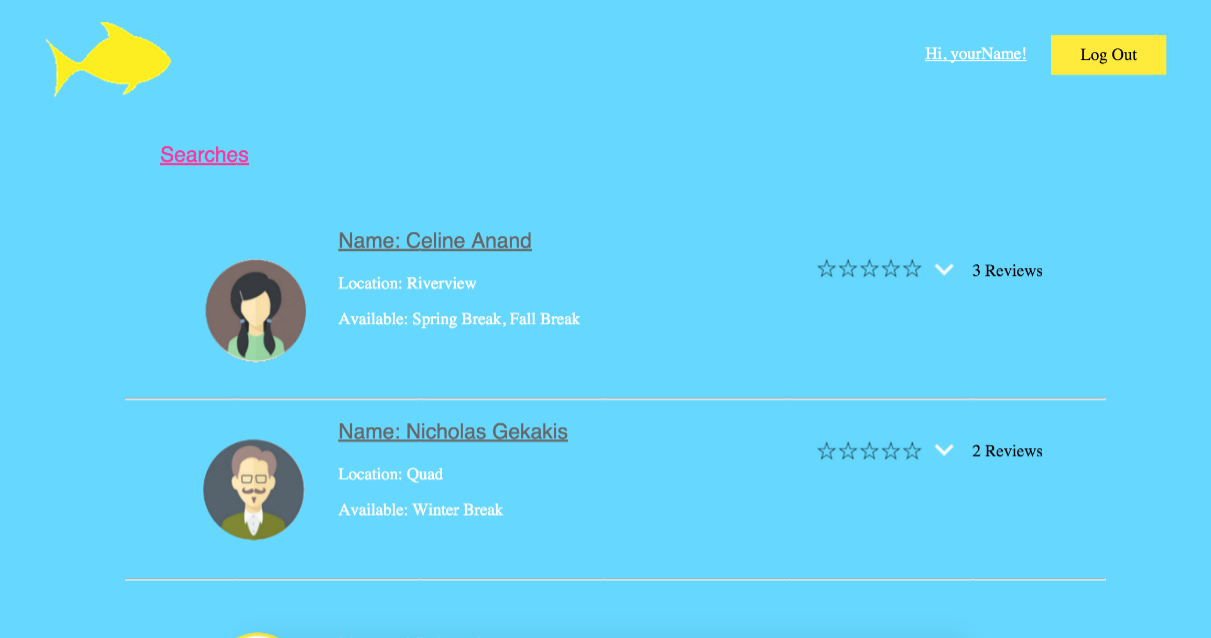 Hi, yourName!
Log Out
Searches
Name: Celine Anand
Location: Riverview
Available: Spring Break, Fall Break
3 Reviews
Name: Nicholas Gekakis
Location: Quad
Available: Winter Break
2 Reviews